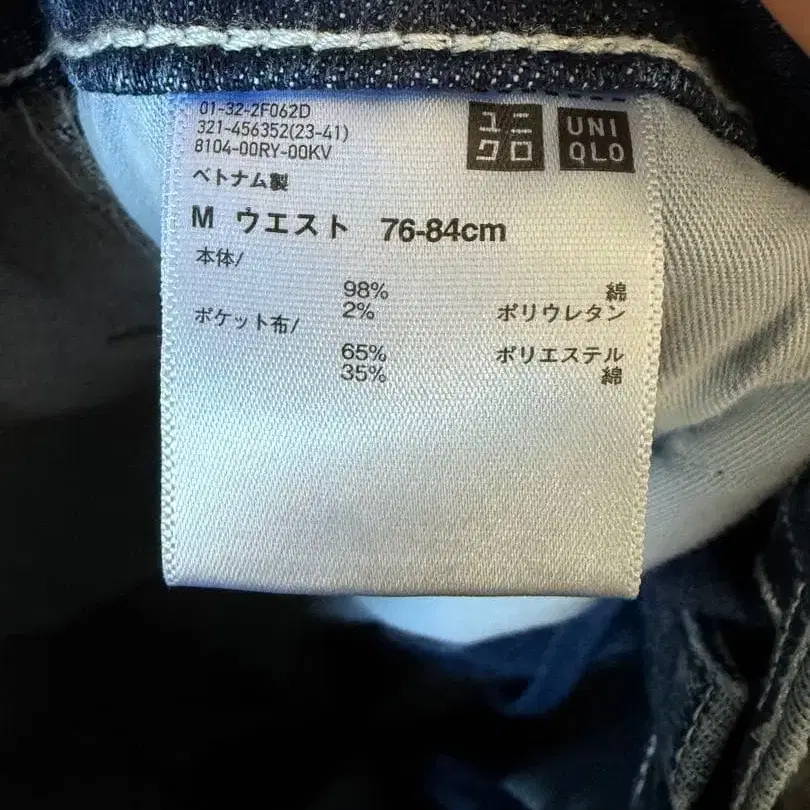 01-32-2F062D
321-456352(23-41)
8104-00RY-00KV
ユニ
クロ
UNI
QLO
ベトナム製
M ウエスト 76-84cm
本体/
98% 綿
2% ポリウレタン
ポケット布/
65% ポリエステル
35% 綿